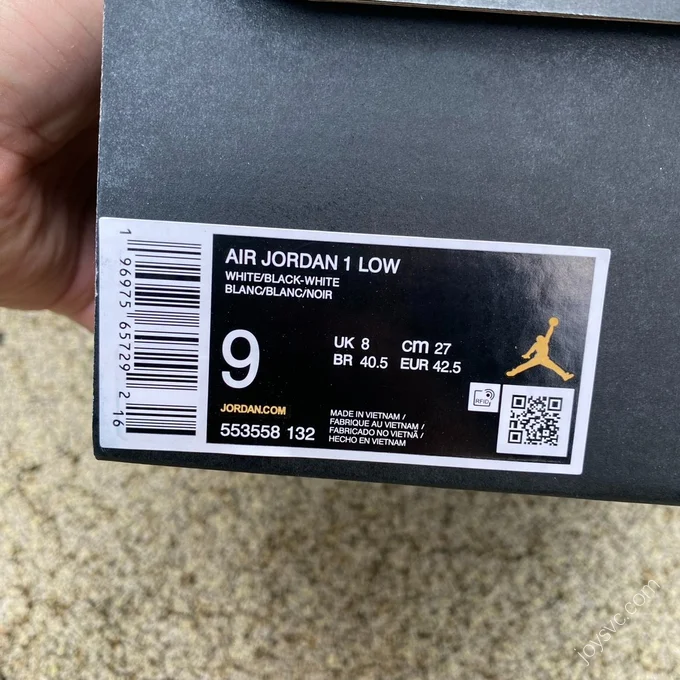 AIR JORDAN 1 LOW
WHITE/BLACK-WHITE
BLANC/BLANC/NOIR
9
UK 8 cm 27
BR 40.5 EUR 42.5
JORDAN.COM
553558 132
MADE IN VIETNAM /
FABRIQUE AU VIETNAM /
FABRICADO NO VIETNÃ /
HECHO EN VIETNAM
RFID
1 96975 65729 2 16
joysvc.com